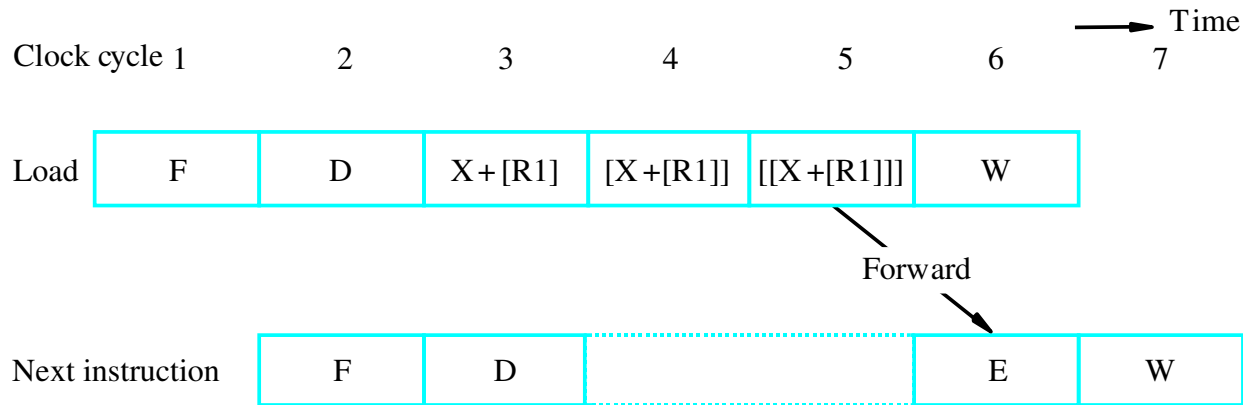 Time
Clock cycle 1 2 3 4 5 6 7
Load F D X+[R1] [X+[R1]] [[X+[R1]]] W
Forward
Next instruction F D E W